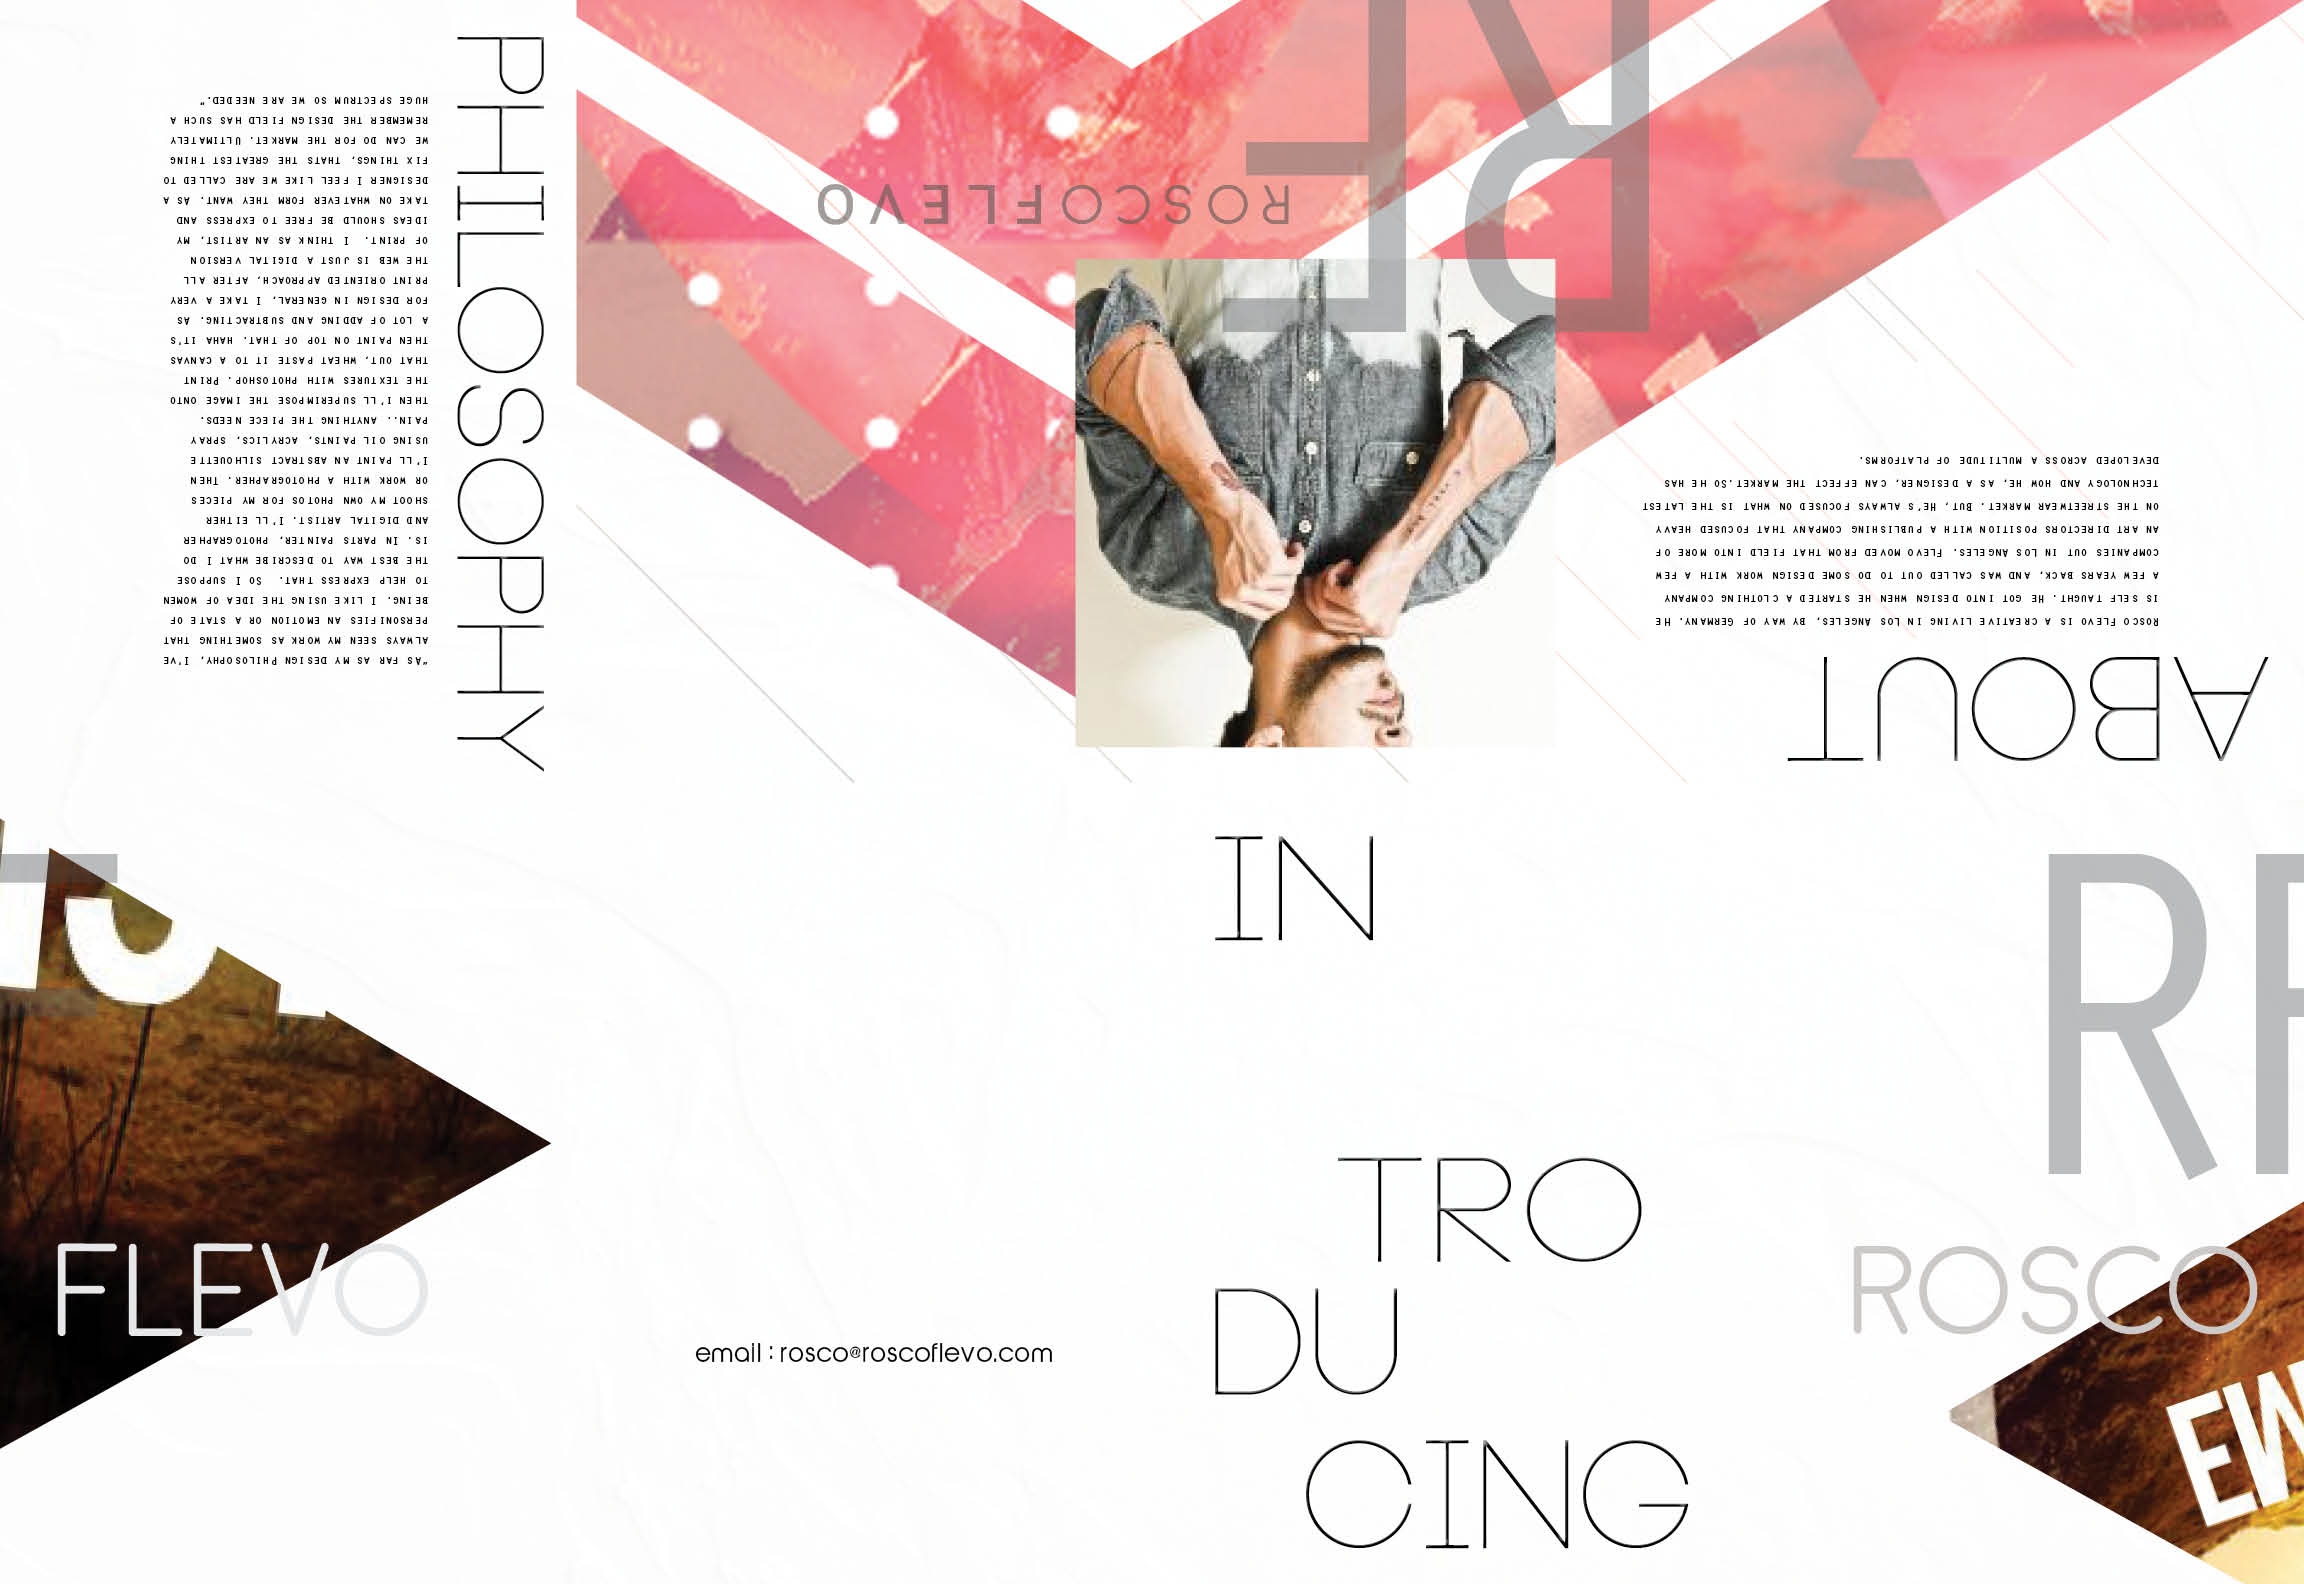 PHILOSOPHY
“AS FAR AS MY DESIGN PHILOSOPHY, I'VE
ALWAYS SEEN MY WORK AS SOMETHING THAT
PERSONIFIES AN EMOTION OR A STATE OF
BEING. I LIKE USING THE IDEA OF WOMEN
TO HELP EXPRESS THAT. SO I SUPPOSE
THE BEST WAY TO DESCRIBE WHAT I DO
IS. IN PARTS PAINTER, PHOTOGRAPHER
AND DIGITAL ARTIST. I'LL EITHER
SHOOT MY OWN PHOTOS FOR MY PIECES
OR WORK WITH A PHOTOGRAPHER. THEN
I'LL PAINT AN ABSTRACT SILHOUETTE
USING OIL PAINTS, ACRYLICS, SPRAY
PAIN.. ANYTHING THE PIECE NEEDS.
THEN I'LL SUPERIMPOSE THE IMAGE ONTO
THE TEXTURES WITH PHOTOSHOP. PRINT
THAT OUT, WHEAT PASTE IT TO A CANVAS
THEN PAINT ON TOP OF THAT. HAHA IT'S
A LOT OF ADDING AND SUBTRACTING. AS
FOR DESIGN IN GENERAL, I TAKE A VERY
PRINT ORIENTED APPROACH, AFTER ALL
THE WEB IS JUST A DIGITAL VERSION
OF PRINT. I THINK AS AN ARTIST, MY
IDEAS SHOULD BE FREE TO EXPRESS AND
TAKE ON WHATEVER FORM THEY WANT. AS A
DESIGNER I FEEL LIKE WE ARE CALLED TO
FIX THINGS, THATS THE GREATEST THING
WE CAN DO FOR THE MARKET. ULTIMATELY
REMEMBER THE DESIGN FIELD HAS SUCH A
HUGE SPECTRUM SO WE ARE NEEDED.”
RF
ROSCOFLEVO
ABOUT
ROSCO FLEVO IS A CREATIVE LIVING IN LOS ANGELES, BY WAY OF GERMANY. HE
IS SELF TAUGHT. HE GOT INTO DESIGN WHEN HE STARTED A CLOTHING COMPANY
A FEW YEARS BACK, AND WAS CALLED OUT TO DO SOME DESIGN WORK WITH A FEW
COMPANIES OUT IN LOS ANGELES. FLEVO MOVED FROM THAT FIELD INTO MORE OF
AN ART DIRECTORS POSITION WITH A PUBLISHING COMPANY THAT FOCUSED HEAVY
ON THE STREETWEAR MARKET. BUT, HE'S ALWAYS FOCUSED ON WHAT IS THE LATEST
TECHNOLOGY AND HOW HE, AS A DESIGNER, CAN EFFECT THE MARKET.SO HE HAS
DEVELOPED ACROSS A MULTITUDE OF PLATFORMS.
FLEVO
email : rosco@roscoflevo.com
IN
TRO
DU
CING
RF
ROSCO
EW